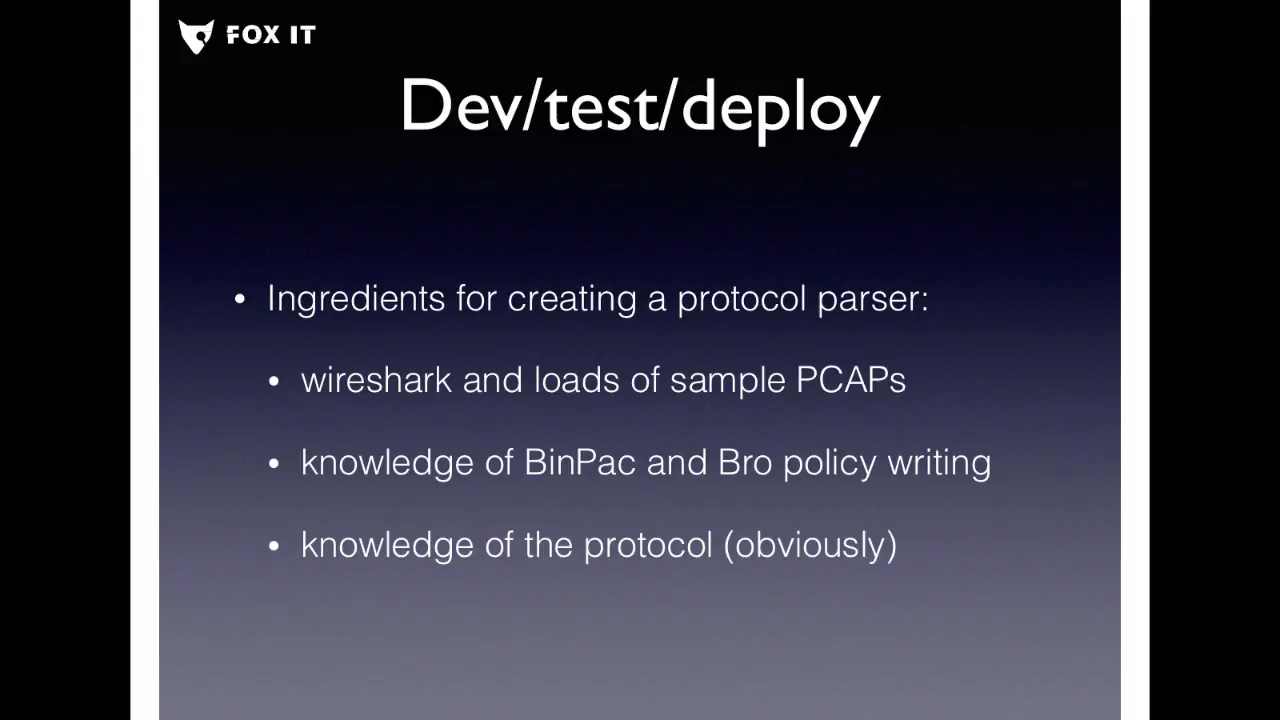 FOX IT
Dev/test/deploy
• Ingredients for creating a protocol parser:
• wireshark and loads of sample PCAPs
• knowledge of BinPac and Bro policy writing
• knowledge of the protocol (obviously)